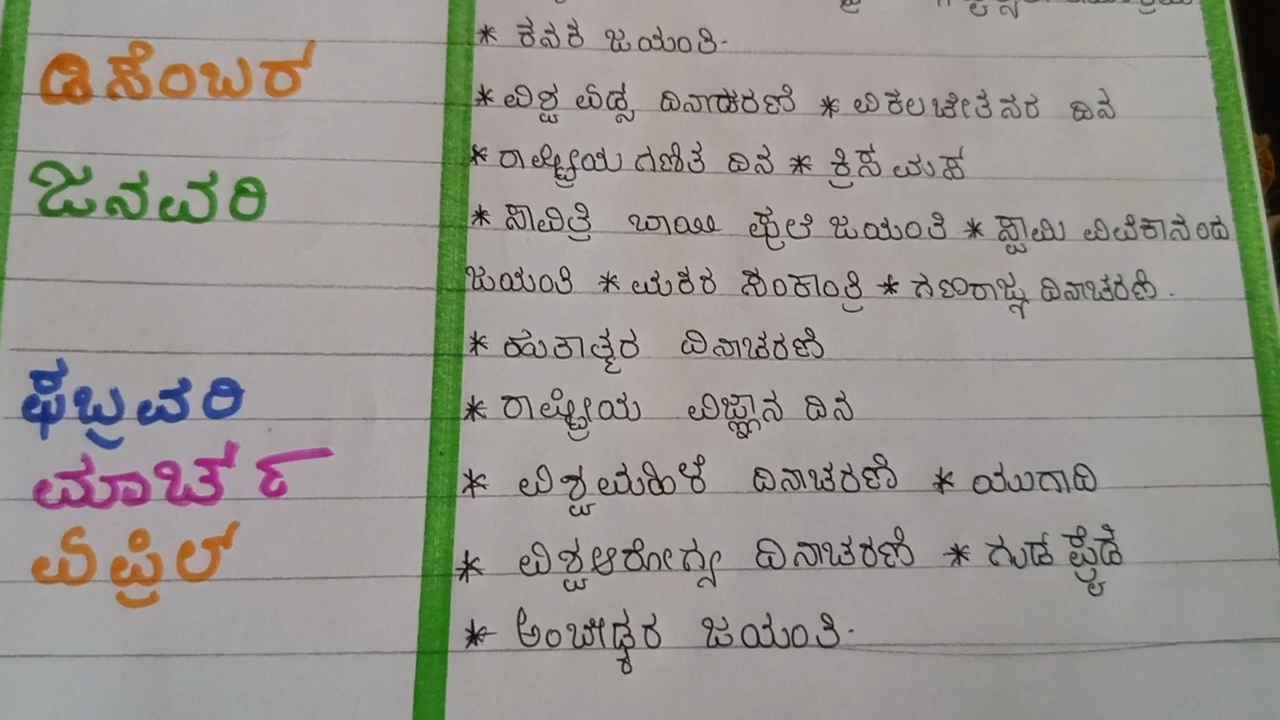 * ಕನಕ ಜಯಂತಿ.
ಡಿಸೆಂಬರ್ * ವಿಶ್ವ ಏಡ್ಸ ದಿನಾಚರಣೆ * ವಿಕಲಚೇತನರ ದಿನ
* ರಾಷ್ಟ್ರೀಯ ಗಣಿತ ದಿನ * ಕ್ರಿಸ ಮಸ
ಜನವರಿ * ಸಾವಿತ್ರಿ ಬಾಯಿ ಫುಲೆ ಜಯಂತಿ * ಸ್ವಾಮಿ ವಿವೇಕಾನಂದ
ಜಯಂತಿ * ಮಕರ ಸಂಕ್ರಾಂತಿ * ಗಣರಾಜ್ಯ ದಿನಾಚರಣೆ.
* ಹುತಾತ್ಮರ ದಿನಾಚರಣೆ
ಫೆಬ್ರವರಿ * ರಾಷ್ಟ್ರೀಯ ವಿಜ್ಞಾನ ದಿನ
ಮಾರ್ಚ್ * ವಿಶ್ವಮಹಿಳೆ ದಿನಾಚರಣೆ * ಯುಗಾದಿ
ಏಪ್ರಿಲ್ * ವಿಶ್ವಆರೋಗ್ಯ ದಿನಾಚರಣೆ * ಗುಡ ಫ್ರೈಡೆ
* ಅಂಬೇಡ್ಕರ ಜಯಂತಿ.